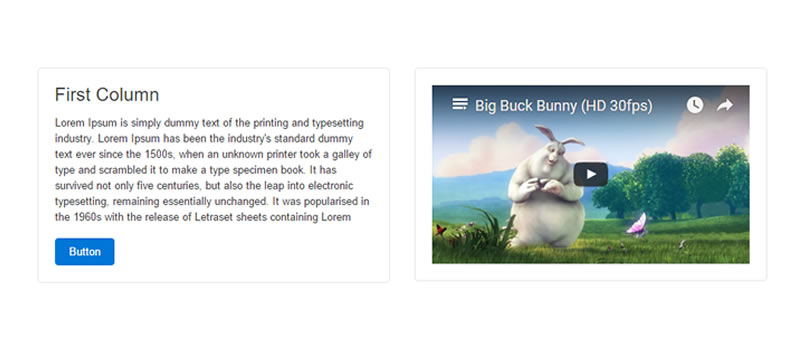 First Column
Lorem Ipsum is simply dummy text of the printing and typesetting
industry. Lorem Ipsum has been the industry's standard dummy
text ever since the 1500s, when an unknown printer took a galley of
type and scrambled it to make a type specimen book. It has
survived not only five centuries, but also the leap into electronic
typesetting, remaining essentially unchanged. It was popularised in
the 1960s with the release of Letraset sheets containing Lorem
Button
Big Buck Bunny (HD 30fps)